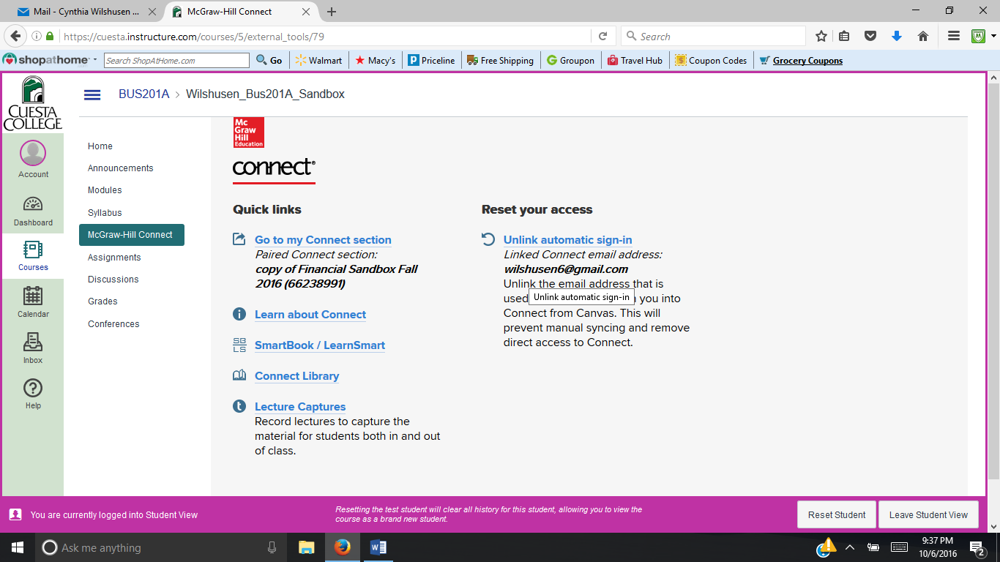 Mail - Cynthia Wilshusen ...
McGraw-Hill Connect
https://cuesta.instructure.com/courses/5/external_tools/79
Search
shopathome
Search ShopAtHome.com
Go
Walmart
Macy's
Priceline
Free Shipping
Groupon
Travel Hub
Coupon Codes
Grocery Coupons
CUESTA
COLLEGE
BUS201A > Wilshusen_Bus201A_Sandbox
Account
Dashboard
Courses
Calendar
Inbox
Help
Home
Announcements
Modules
Syllabus
McGraw-Hill Connect
Assignments
Discussions
Grades
Conferences
Mc
Graw
Hill
Education
connect®
Quick links
Go to my Connect section
Paired Connect section:
copy of Financial Sandbox Fall
2016 (66238991)
Learn about Connect
SB
LS
SmartBook / LearnSmart
Connect Library
Lecture Captures
Record lectures to capture the
material for students both in and out
of class.
Reset your access
Unlink automatic sign-in
Linked Connect email address:
wilshusen6@gmail.com
Unlink the email address that is
used you into
Unlink automatic sign-in
Connect from Canvas. This will
prevent manual syncing and remove
direct access to Connect.
You are currently logged into Student View
Resetting the test student will clear all history for this student, allowing you to view the
course as a brand new student.
Reset Student
Leave Student View
Ask me anything
9:37 PM
10/6/2016
2